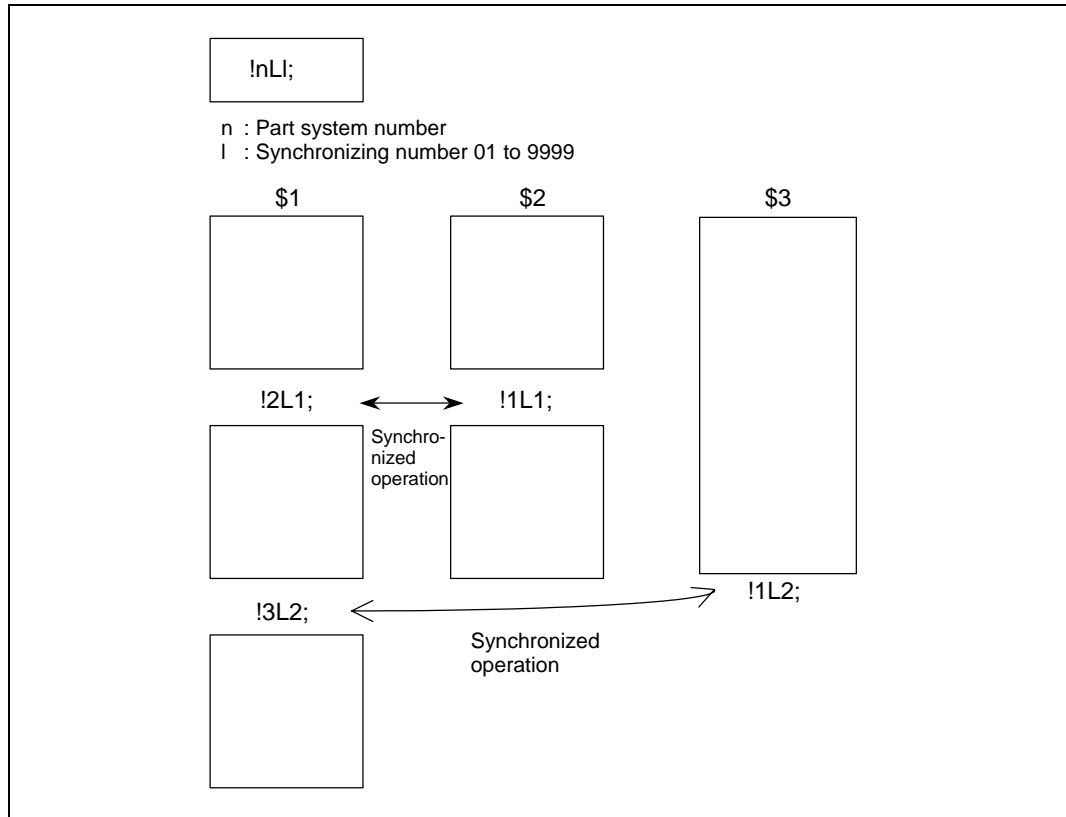 !nLl;
n : Part system number
l : Synchronizing number 01 to 9999
$1 $2 $3
!2L1; !1L1;
Synchro-
nized
operation
!1L2;
!3L2;
Synchronized
operation